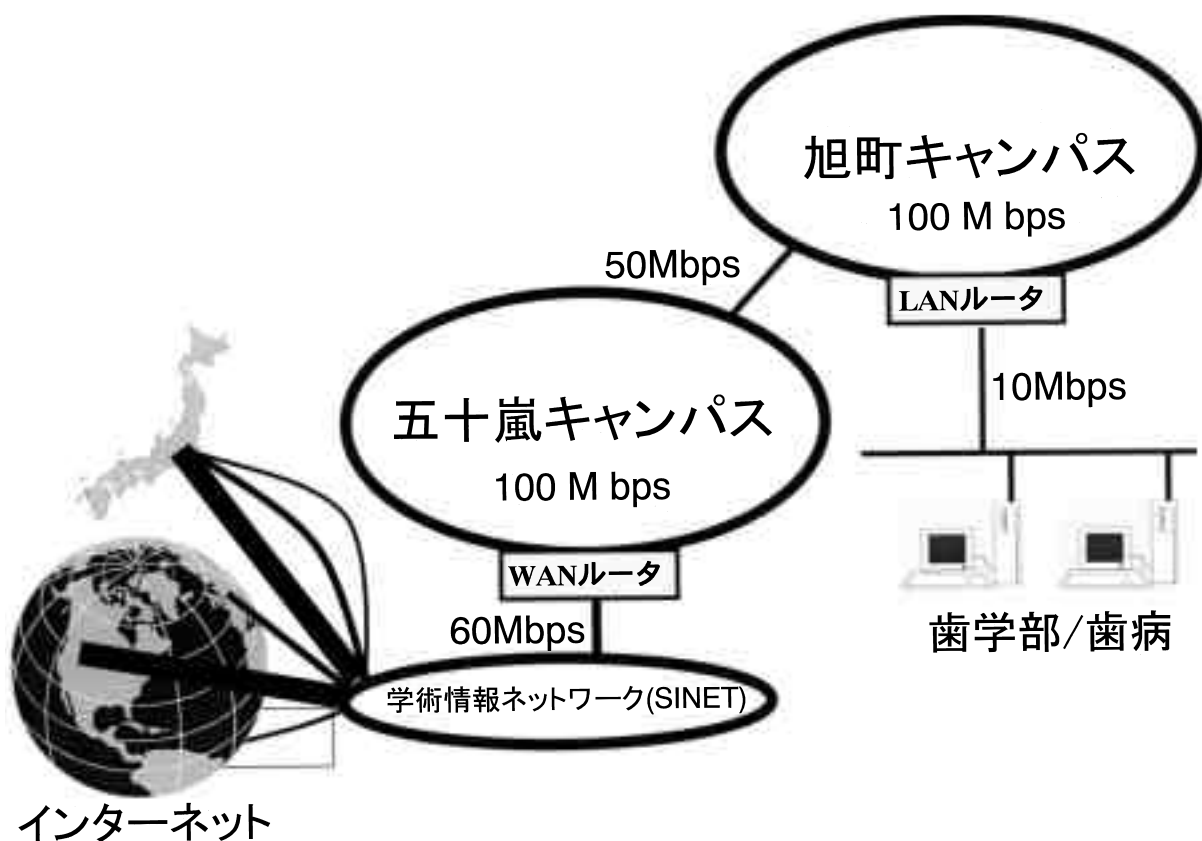 旭町キャンパス
100 M bps
50Mbps
LANルータ
10Mbps
五十嵐キャンパス
100 M bps
WANルータ
60Mbps
歯学部/歯病
学術情報ネットワーク(SINET)
インターネット